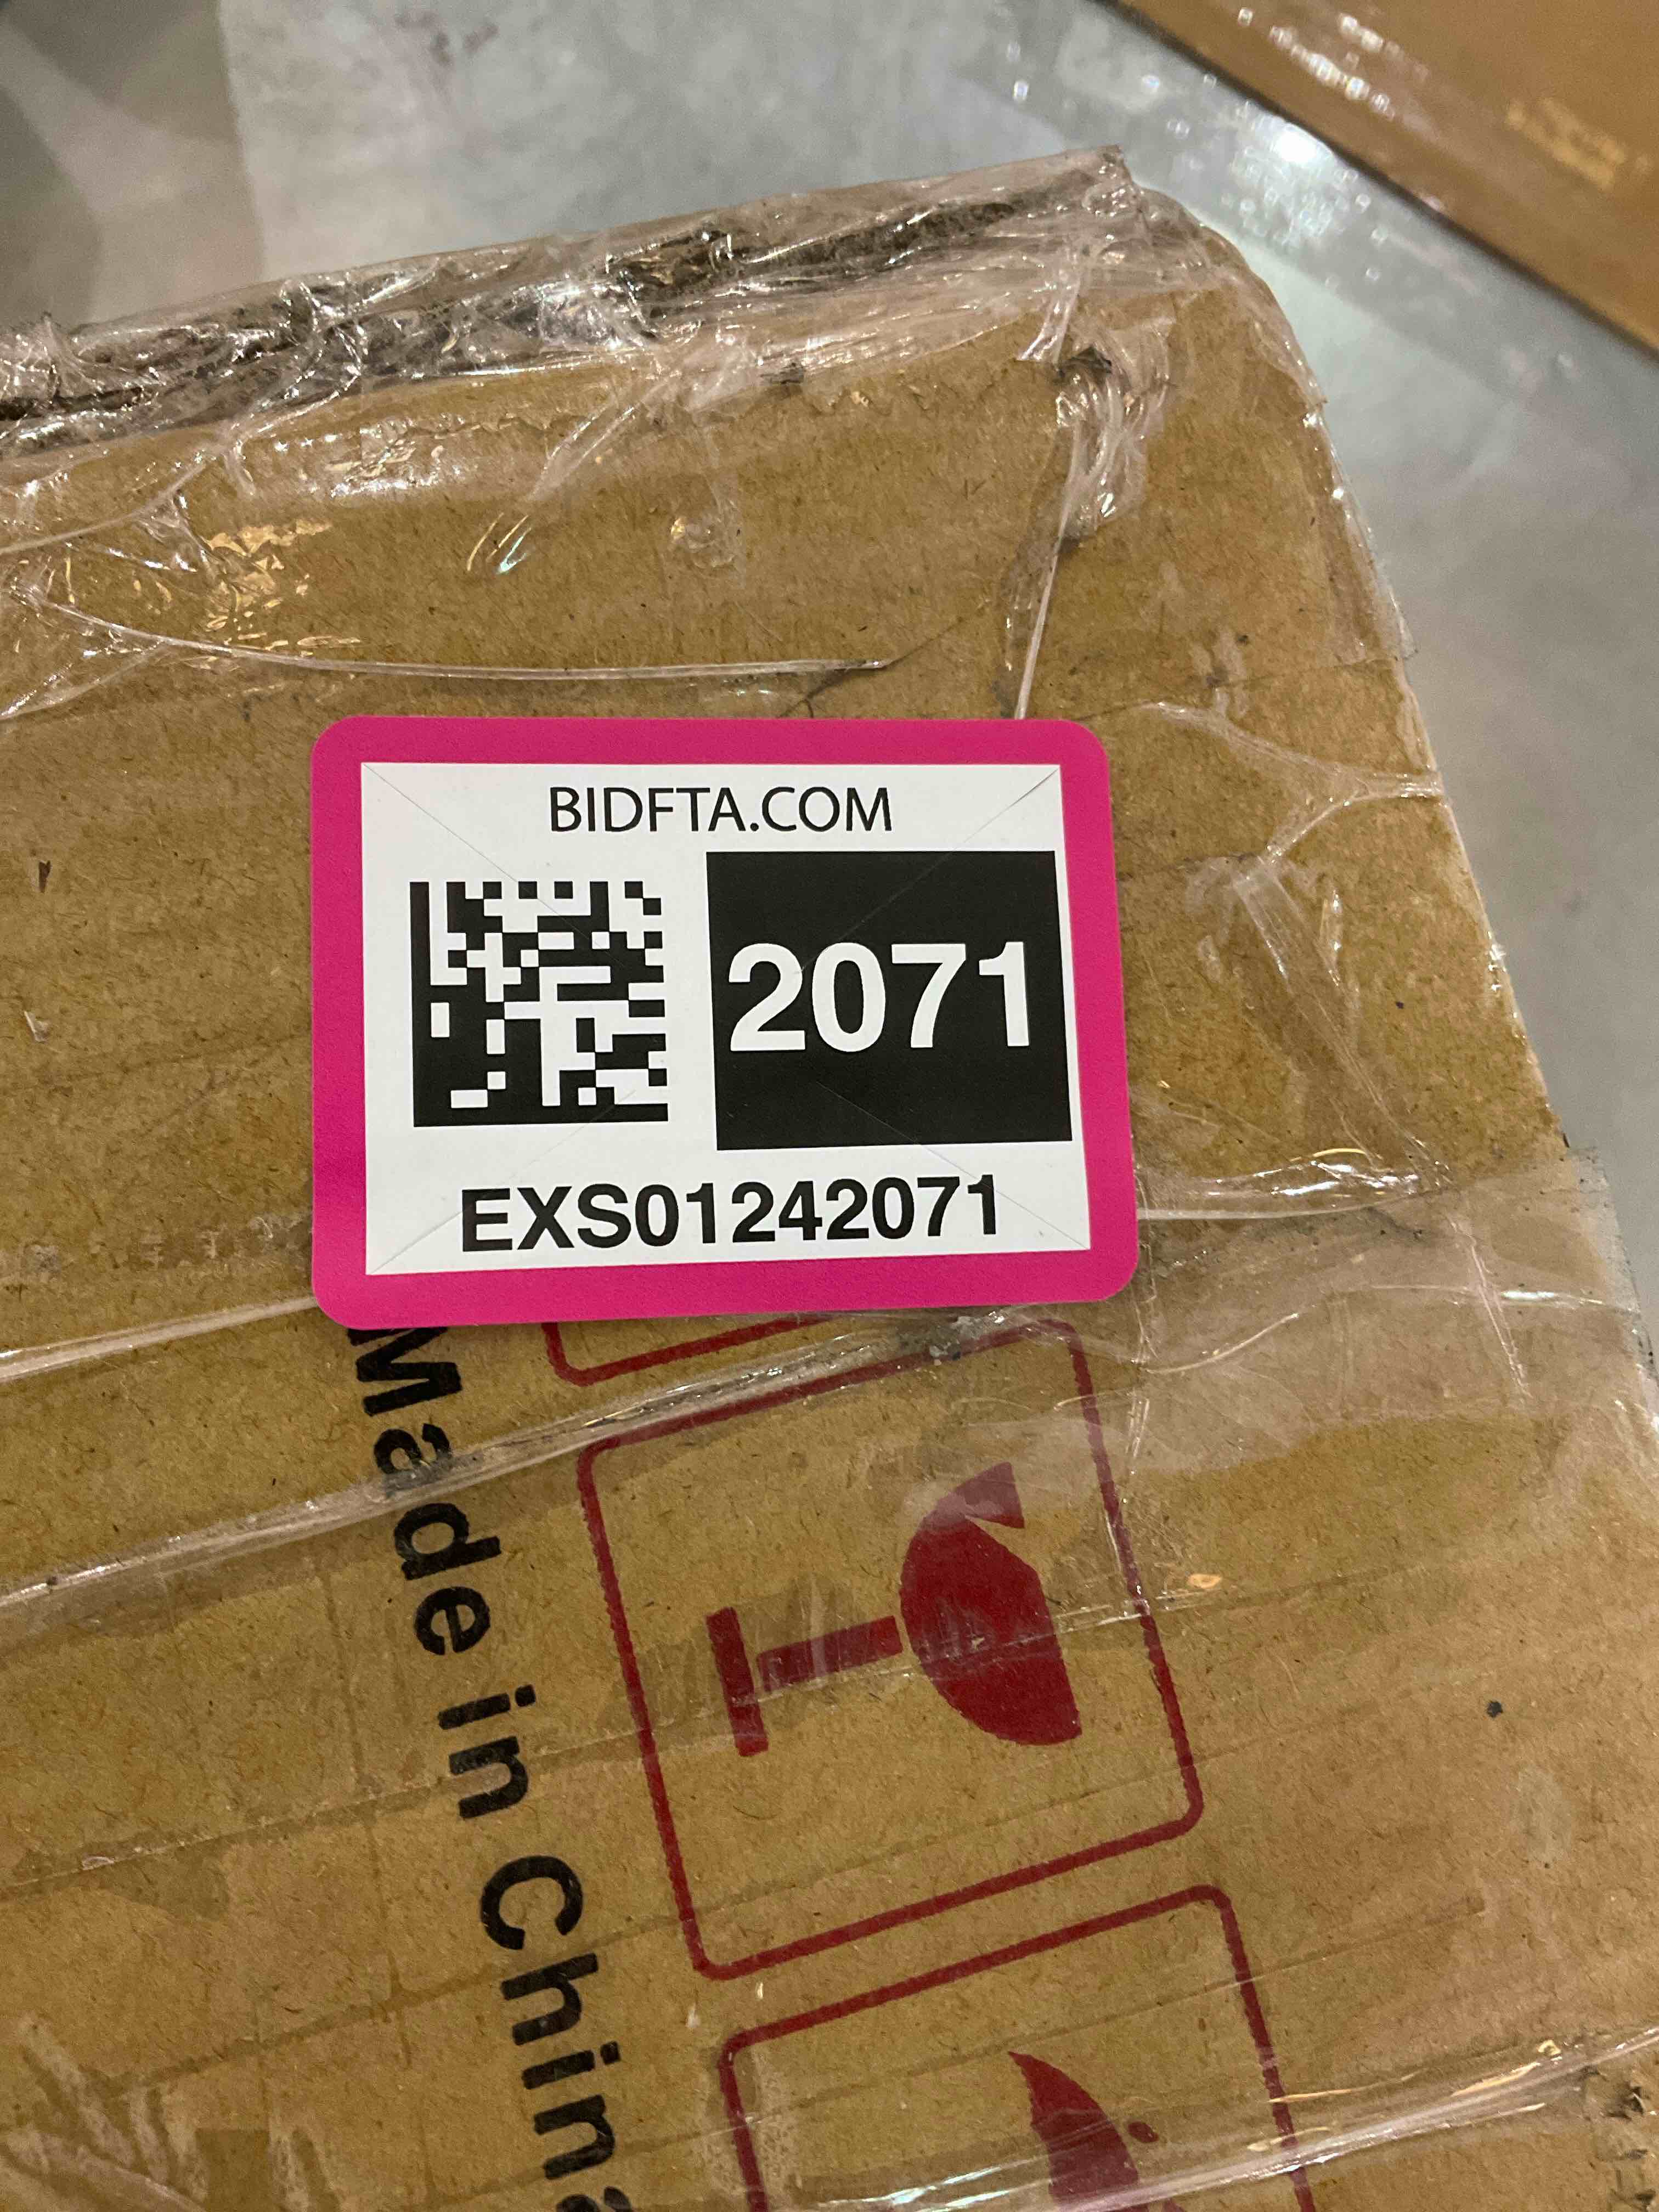 BIDFTA.COM
2071
EXS01242071
Made in China